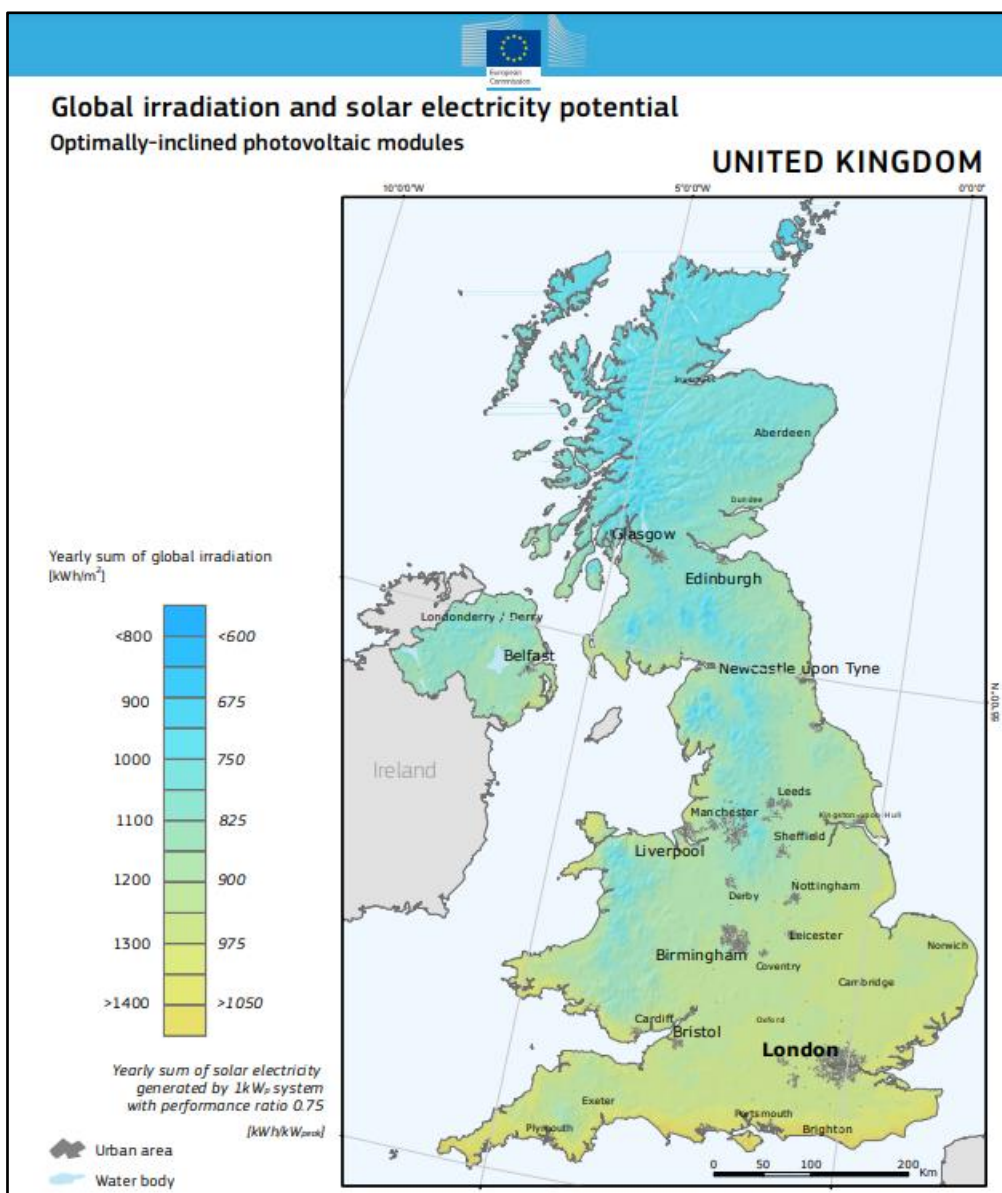 European
Commission
Global irradiation and solar electricity potential
Optimally-inclined photovoltaic modules
UNITED KINGDOM
10°0'0"W
5°0'0"W
0°0'0"
Inverness
Aberdeen
Dundee
Glasgow
Edinburgh
Yearly sum of global irradiation
[kWh/m²]
Londonderry / Derry
Belfast
Newcastle upon Tyne
55°0'0"N
<800
<600
900
675
1000
750
1100
825
1200
900
1300
975
>1400
>1050
Ireland
Leeds
Manchester
Kingston upon Hull
Sheffield
Liverpool
Derby
Nottingham
Leicester
Norwich
Birmingham
Coventry
Cambridge
Cardiff
Oxford
Bristol
London
Yearly sum of solar electricity
generated by 1kWₚ system
with performance ratio 0.75
[kWh/kWpeak]
Exeter
Portsmouth
Plymouth
Brighton
Urban area
Water body
0 50 100 200
Km